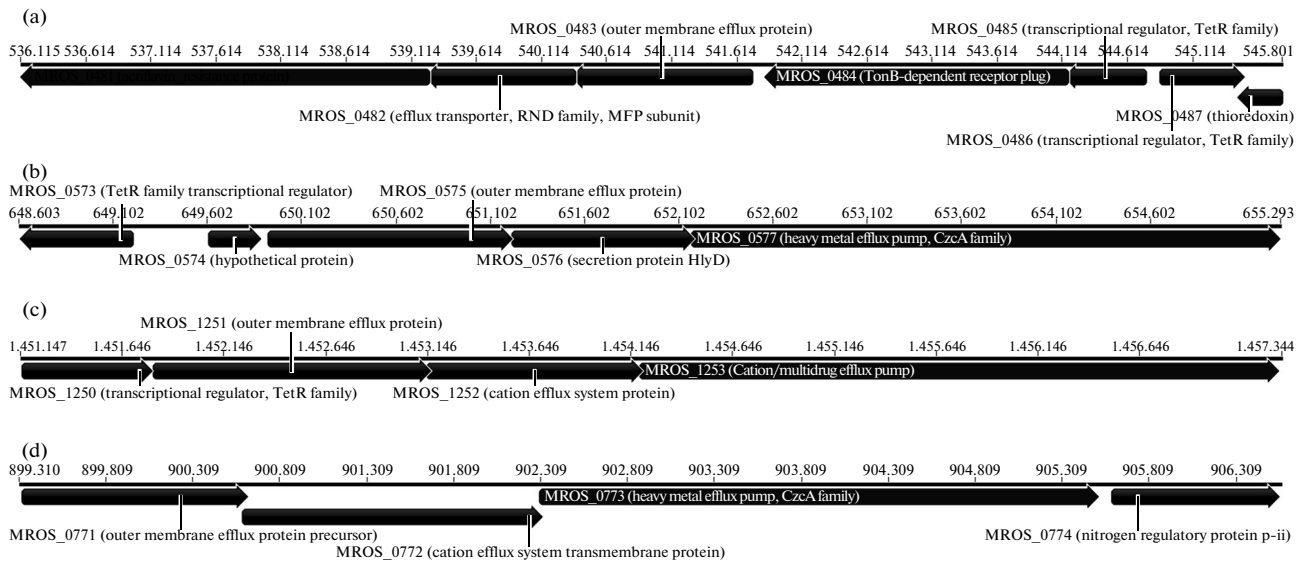 (a)
MROS_0483 (outer membrane efflux protein)
MROS_0485 (transcriptional regulator, TetR family)
536.115 536.614 537.114 537.614 538.114 538.614 539.114 539.614 540.114 540.614 541.114 541.614 542.114 542.614 543.114 543.614 544.114 544.614 545.114 545.801
MROS_0481 (acriflavin resistance protein)
MROS_0484 (TonB-dependent receptor plug)
MROS_0482 (efflux transporter, RND family, MFP subunit)
MROS_0487 (thioredoxin)
MROS_0486 (transcriptional regulator, TetR family)
(b)
MROS_0573 (TetR family transcriptional regulator)
MROS_0575 (outer membrane efflux protein)
648.603 649.102 649.602 650.102 650.602 651.102 651.602 652.102 652.602 653.102 653.602 654.102 654.602 655.293
MROS_0577 (heavy metal efflux pump, CzcA family)
MROS_0574 (hypothetical protein)
MROS_0576 (secretion protein HlyD)
(c)
MROS_1251 (outer membrane efflux protein)
1.451.147 1.451.646 1.452.146 1.452.646 1.453.146 1.453.646 1.454.146 1.454.646 1.455.146 1.455.646 1.456.146 1.456.646 1.457.344
MROS_1253 (Cation/multidrug efflux pump)
MROS_1250 (transcriptional regulator, TetR family)
MROS_1252 (cation efflux system protein)
(d)
899.310 899.809 900.309 900.809 901.309 901.809 902.309 902.809 903.309 903.809 904.309 904.809 905.309 905.809 906.309
MROS_0773 (heavy metal efflux pump, CzcA family)
MROS_0771 (outer membrane efflux protein precursor)
MROS_0774 (nitrogen regulatory protein p-ii)
MROS_0772 (cation efflux system transmembrane protein)